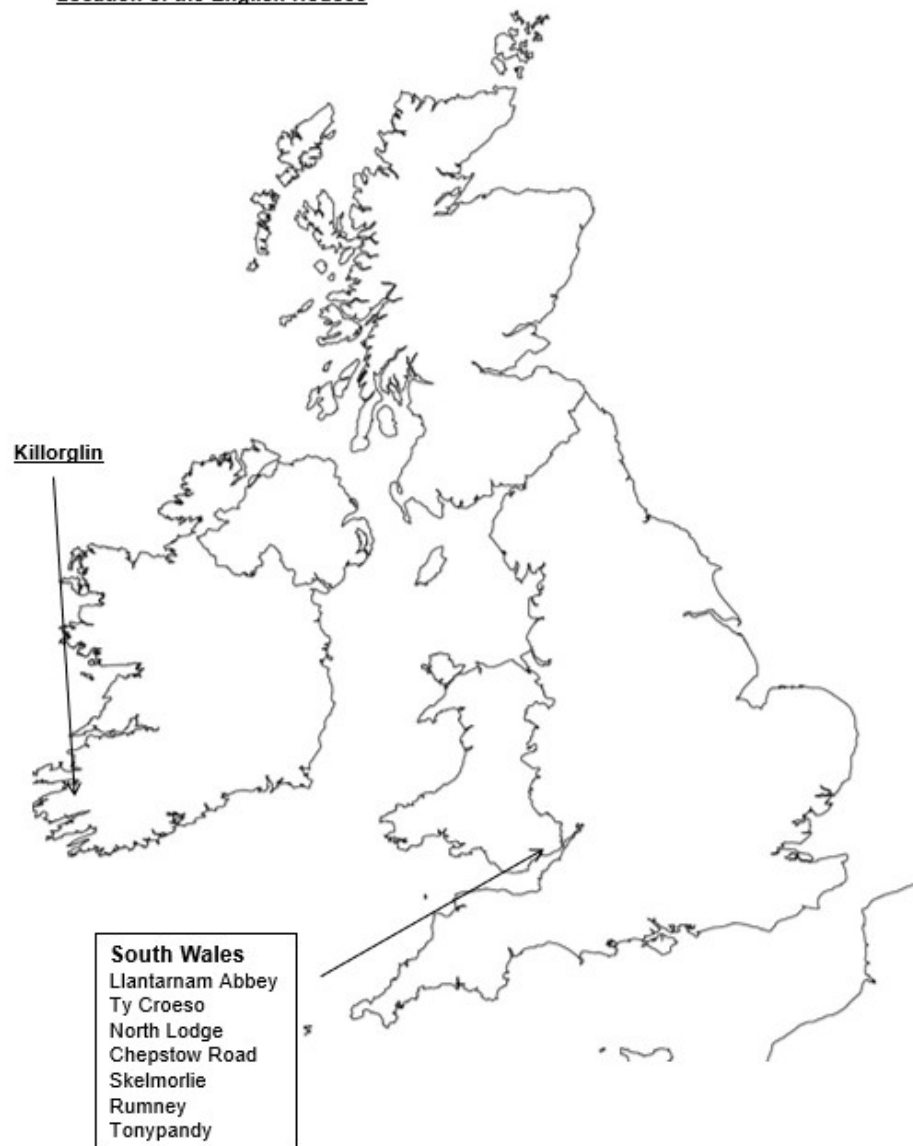 Killorglin
South Wales
Llantarnam Abbey
Ty Croeso
North Lodge
Chepstow Road
Skelmorlie
Rumney
Tonypandy